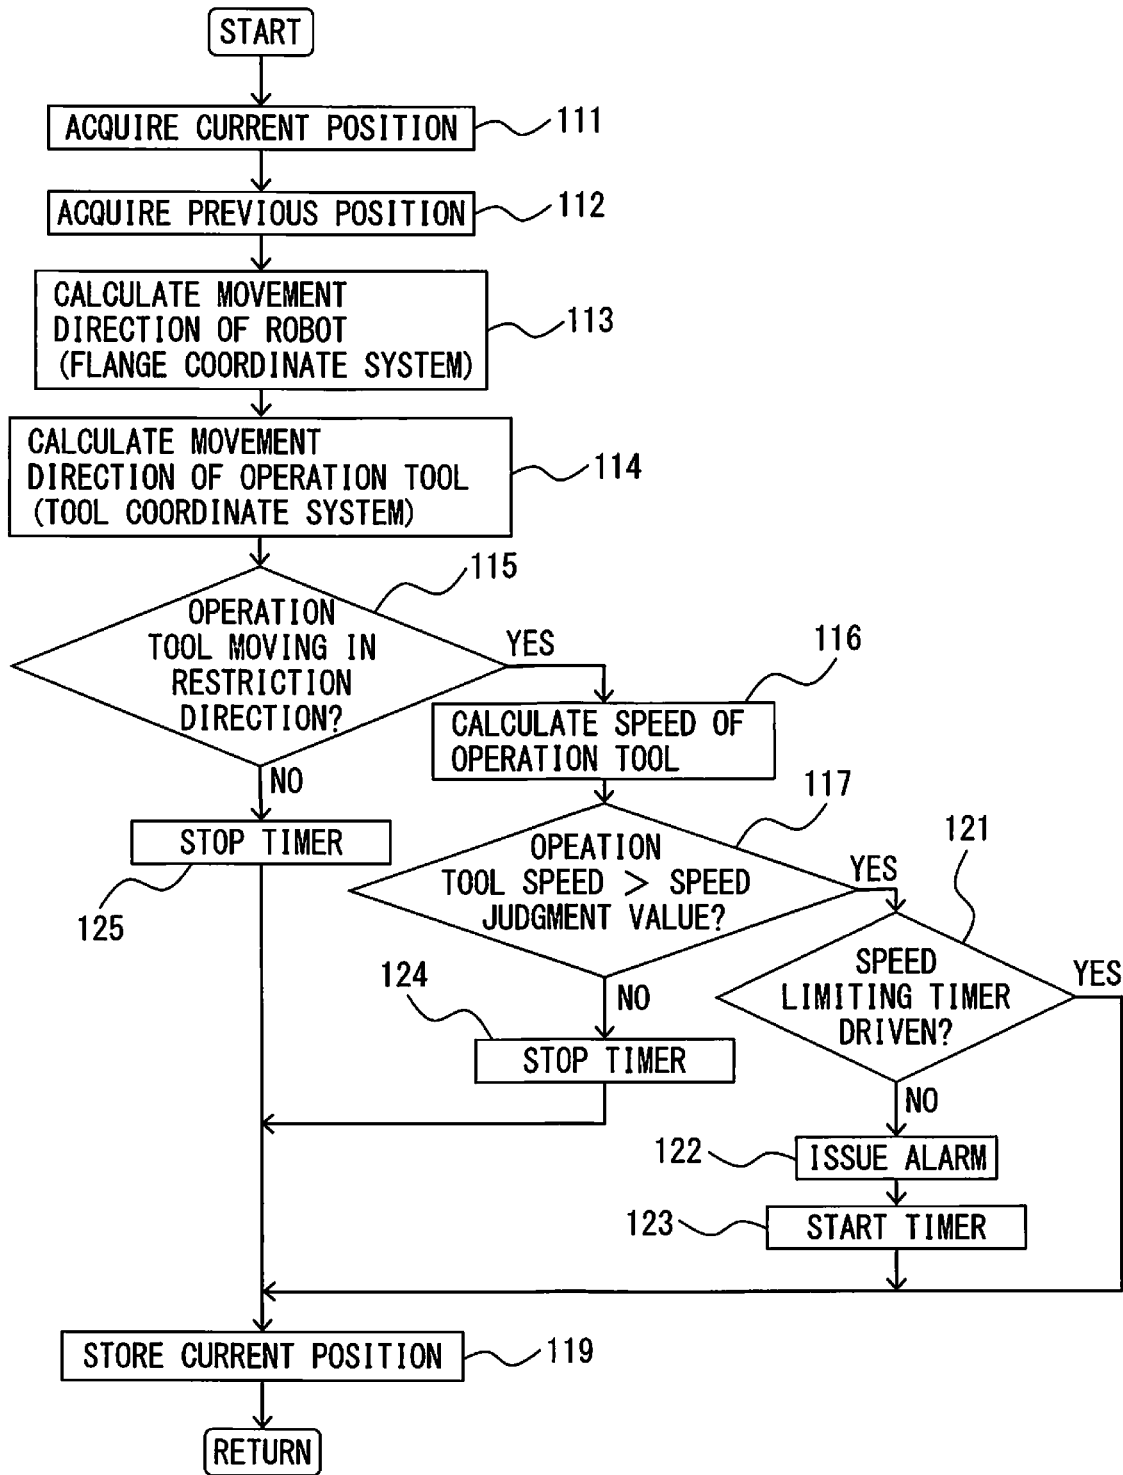 START
ACQUIRE CURRENT POSITION
111
ACQUIRE PREVIOUS POSITION
112
CALCULATE MOVEMENT
DIRECTION OF ROBOT
(FLANGE COORDINATE SYSTEM)
113
CALCULATE MOVEMENT
DIRECTION OF OPERATION TOOL
(TOOL COORDINATE SYSTEM)
114
115
OPERATION
TOOL MOVING IN
RESTRICTION
DIRECTION?
YES
NO
116
CALCULATE SPEED OF
OPERATION TOOL
STOP TIMER
125
117
OPEATION
TOOL SPEED > SPEED
JUDGMENT VALUE?
YES
NO
121
SPEED
LIMITING TIMER
DRIVEN?
YES
NO
124
STOP TIMER
122
ISSUE ALARM
123
START TIMER
STORE CURRENT POSITION
119
RETURN